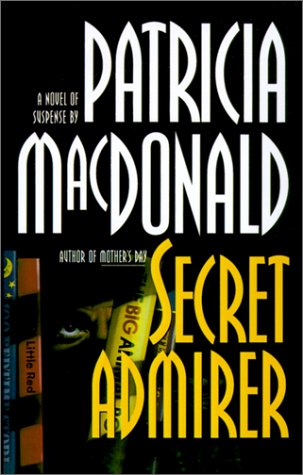 A NOVEL OF
SUSPENSE BY
PATRICIA
MACDONALD
AUTHOR OF MOTHER'S DAY
SECRET
ADMIRER
Little Red
BIG